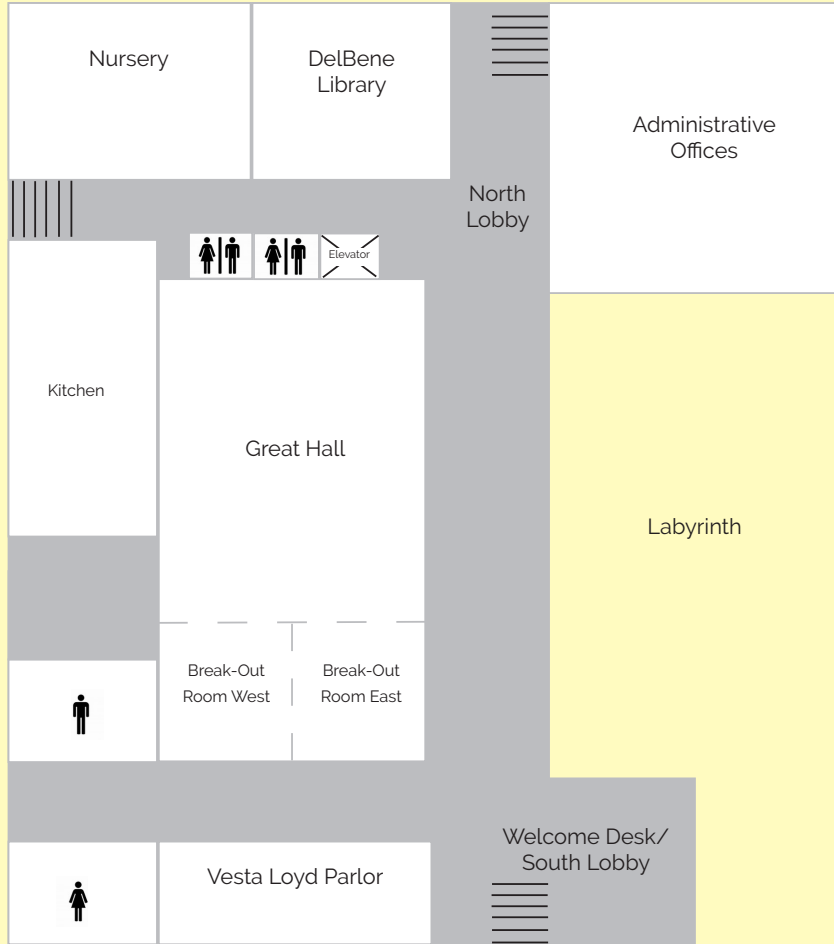 Nursery
DelBene
Library
Administrative
Offices
North
Lobby
Elevator
Kitchen
Great Hall
Labyrinth
Break-Out
Room West
Break-Out
Room East
Welcome Desk/
South Lobby
Vesta Loyd Parlor